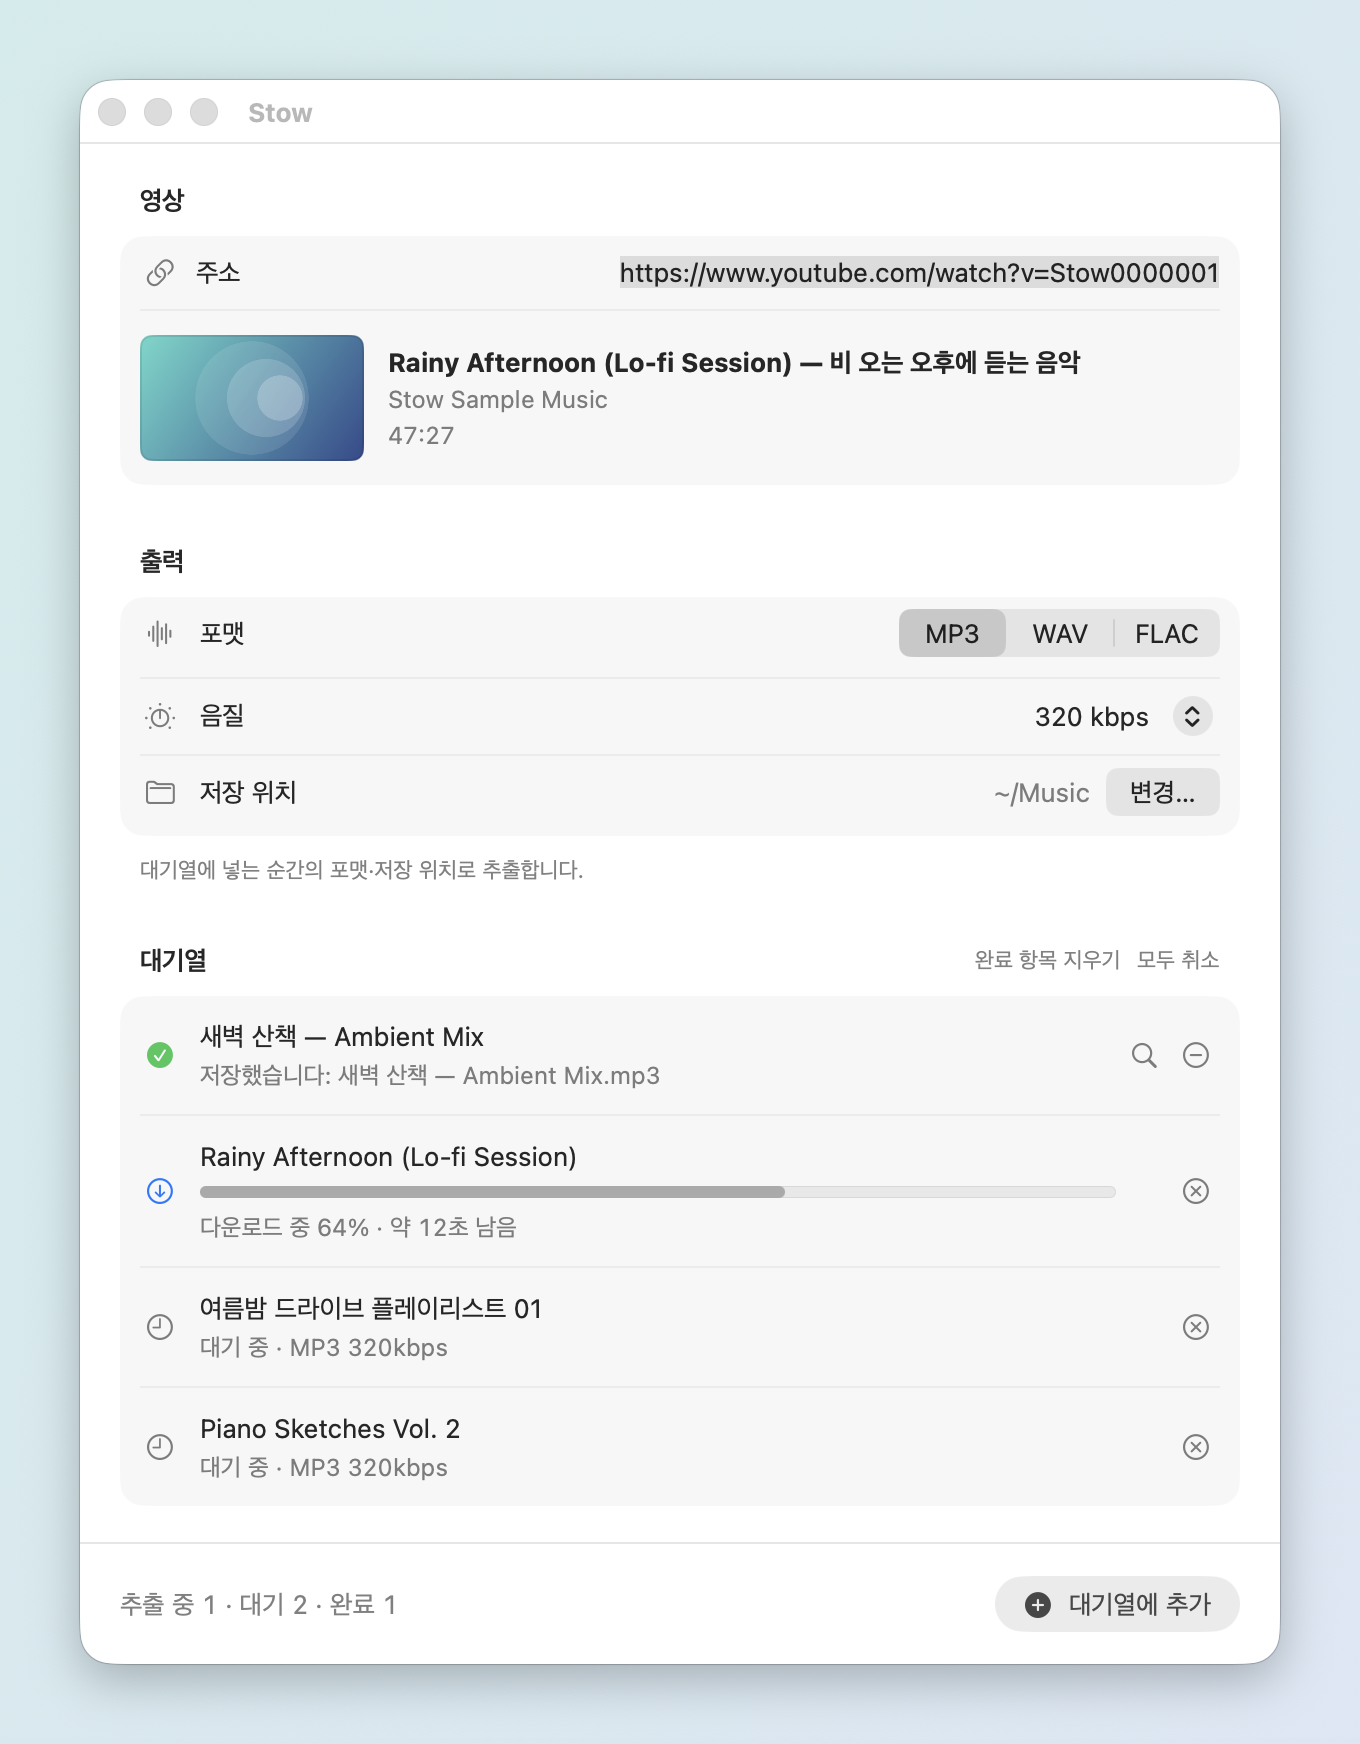 Stow
영상
주소
https://www.youtube.com/watch?v=Stow0000001
Rainy Afternoon (Lo-fi Session) — 비 오는 오후에 듣는 음악
Stow Sample Music
47:27
출력
포맷
MP3 WAV FLAC
음질
320 kbps
저장 위치
~/Music 변경...
대기열에 넣는 순간의 포맷·저장 위치로 추출합니다.
대기열
완료 항목 지우기 모두 취소
새벽 산책 — Ambient Mix
저장했습니다: 새벽 산책 — Ambient Mix.mp3
Rainy Afternoon (Lo-fi Session)
다운로드 중 64% · 약 12초 남음
여름밤 드라이브 플레이리스트 01
대기 중 · MP3 320kbps
Piano Sketches Vol. 2
대기 중 · MP3 320kbps
추출 중 1 · 대기 2 · 완료 1
대기열에 추가